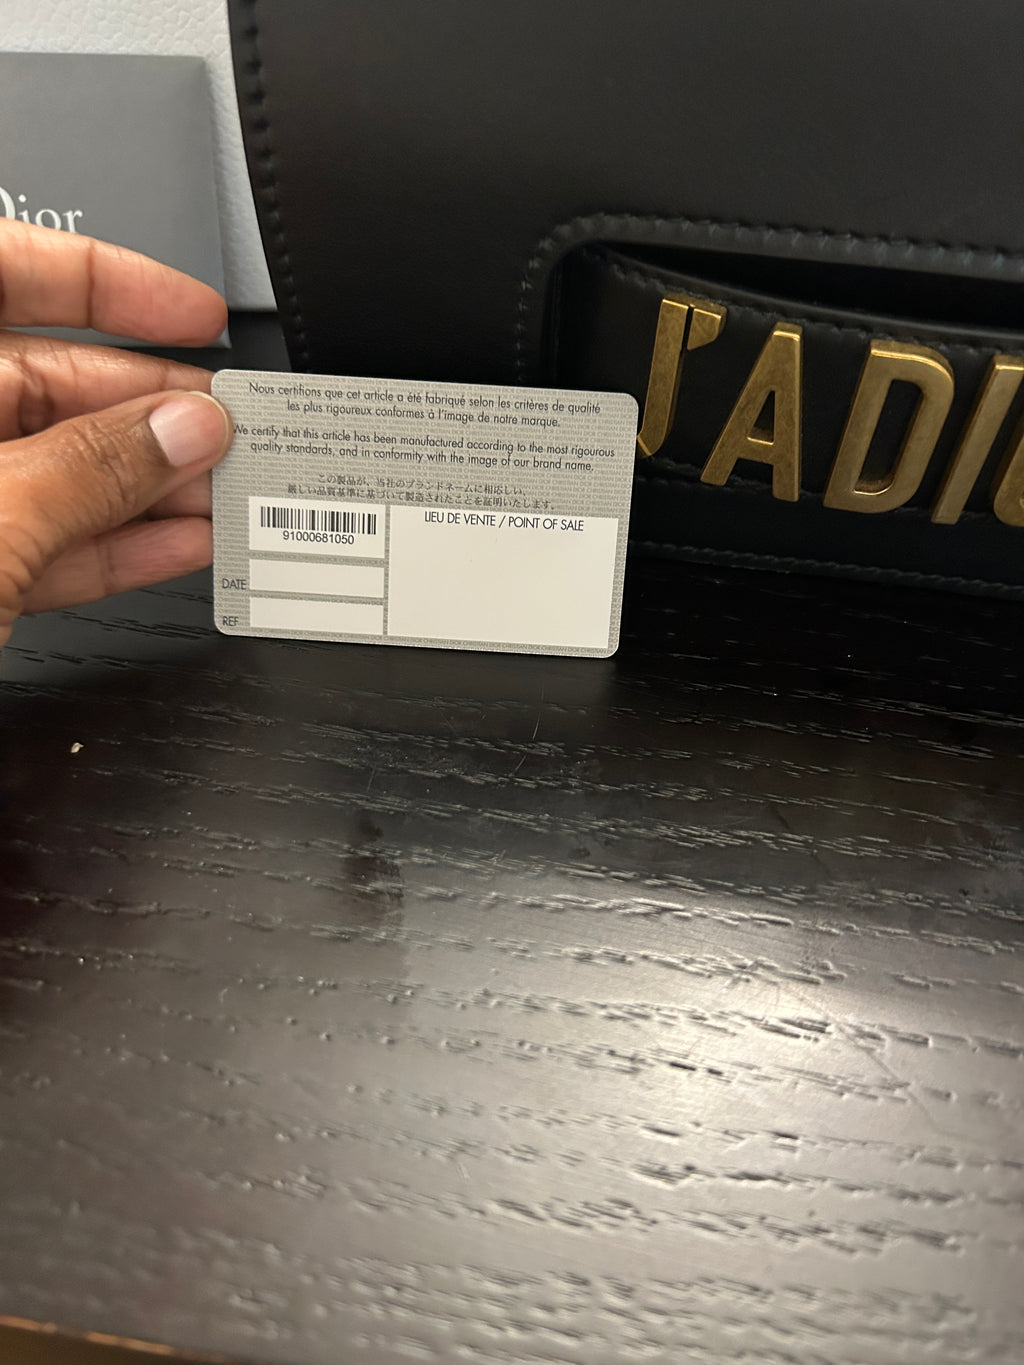 Dior
Nous certifions que cet article a été fabriqué selon les critères de qualité
les plus rigoureux conformes à l'image de notre marque.
We certify that this article has been manufactured according to the most rigourous
quality standards, and in conformity with the image of our brand name.
この製品が、当社のブランドネームに相応しい、
厳しい品質基準に基づいて製造されたことを証明いたします。
91000681050
LIEU DE VENTE / POINT OF SALE
DATE
REF
J'ADI